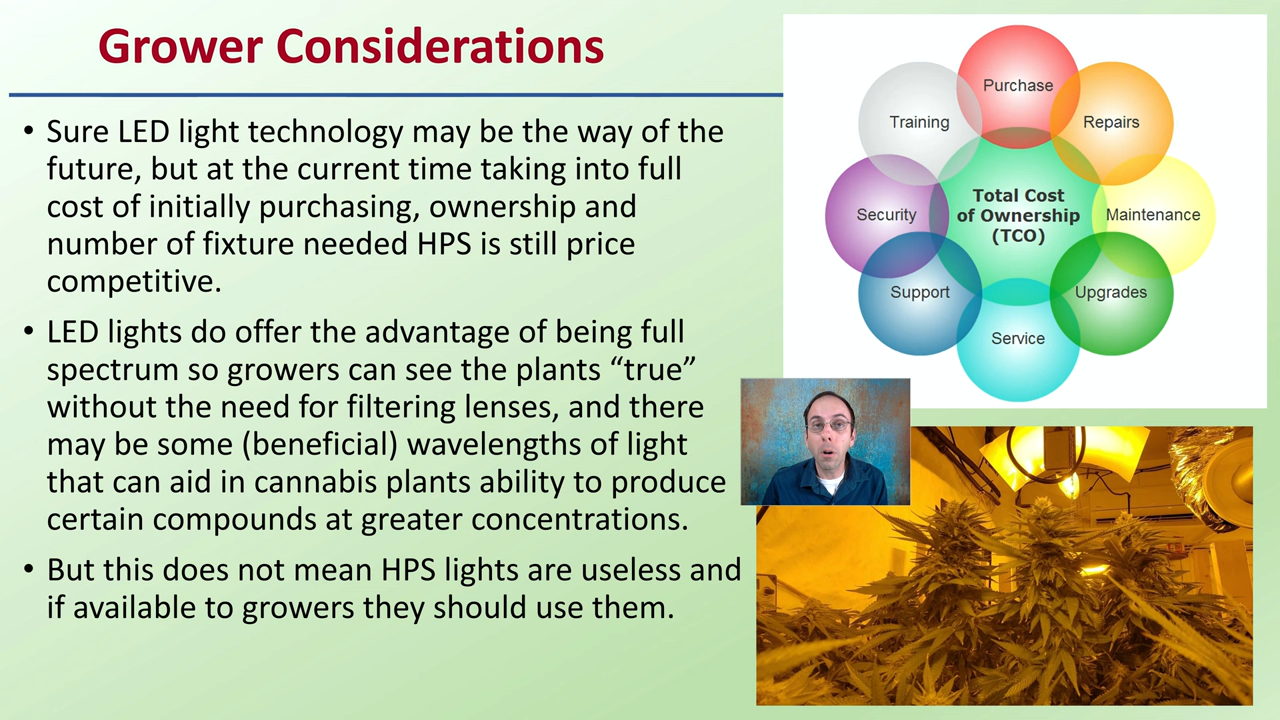 Grower Considerations
• Sure LED light technology may be the way of the
future, but at the current time taking into full
cost of initially purchasing, ownership and
number of fixture needed HPS is still price
competitive.
• LED lights do offer the advantage of being full
spectrum so growers can see the plants “true”
without the need for filtering lenses, and there
may be some (beneficial) wavelengths of light
that can aid in cannabis plants ability to produce
certain compounds at greater concentrations.
• But this does not mean HPS lights are useless and
if available to growers they should use them.
Purchase
Training
Repairs
Total Cost
of Ownership
(TCO)
Security
Maintenance
Support
Upgrades
Service